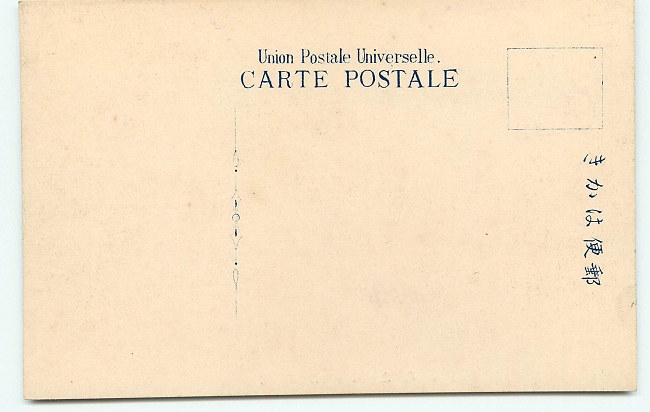 Union Postale Universelle.
CARTE POSTALE
郵便はかき